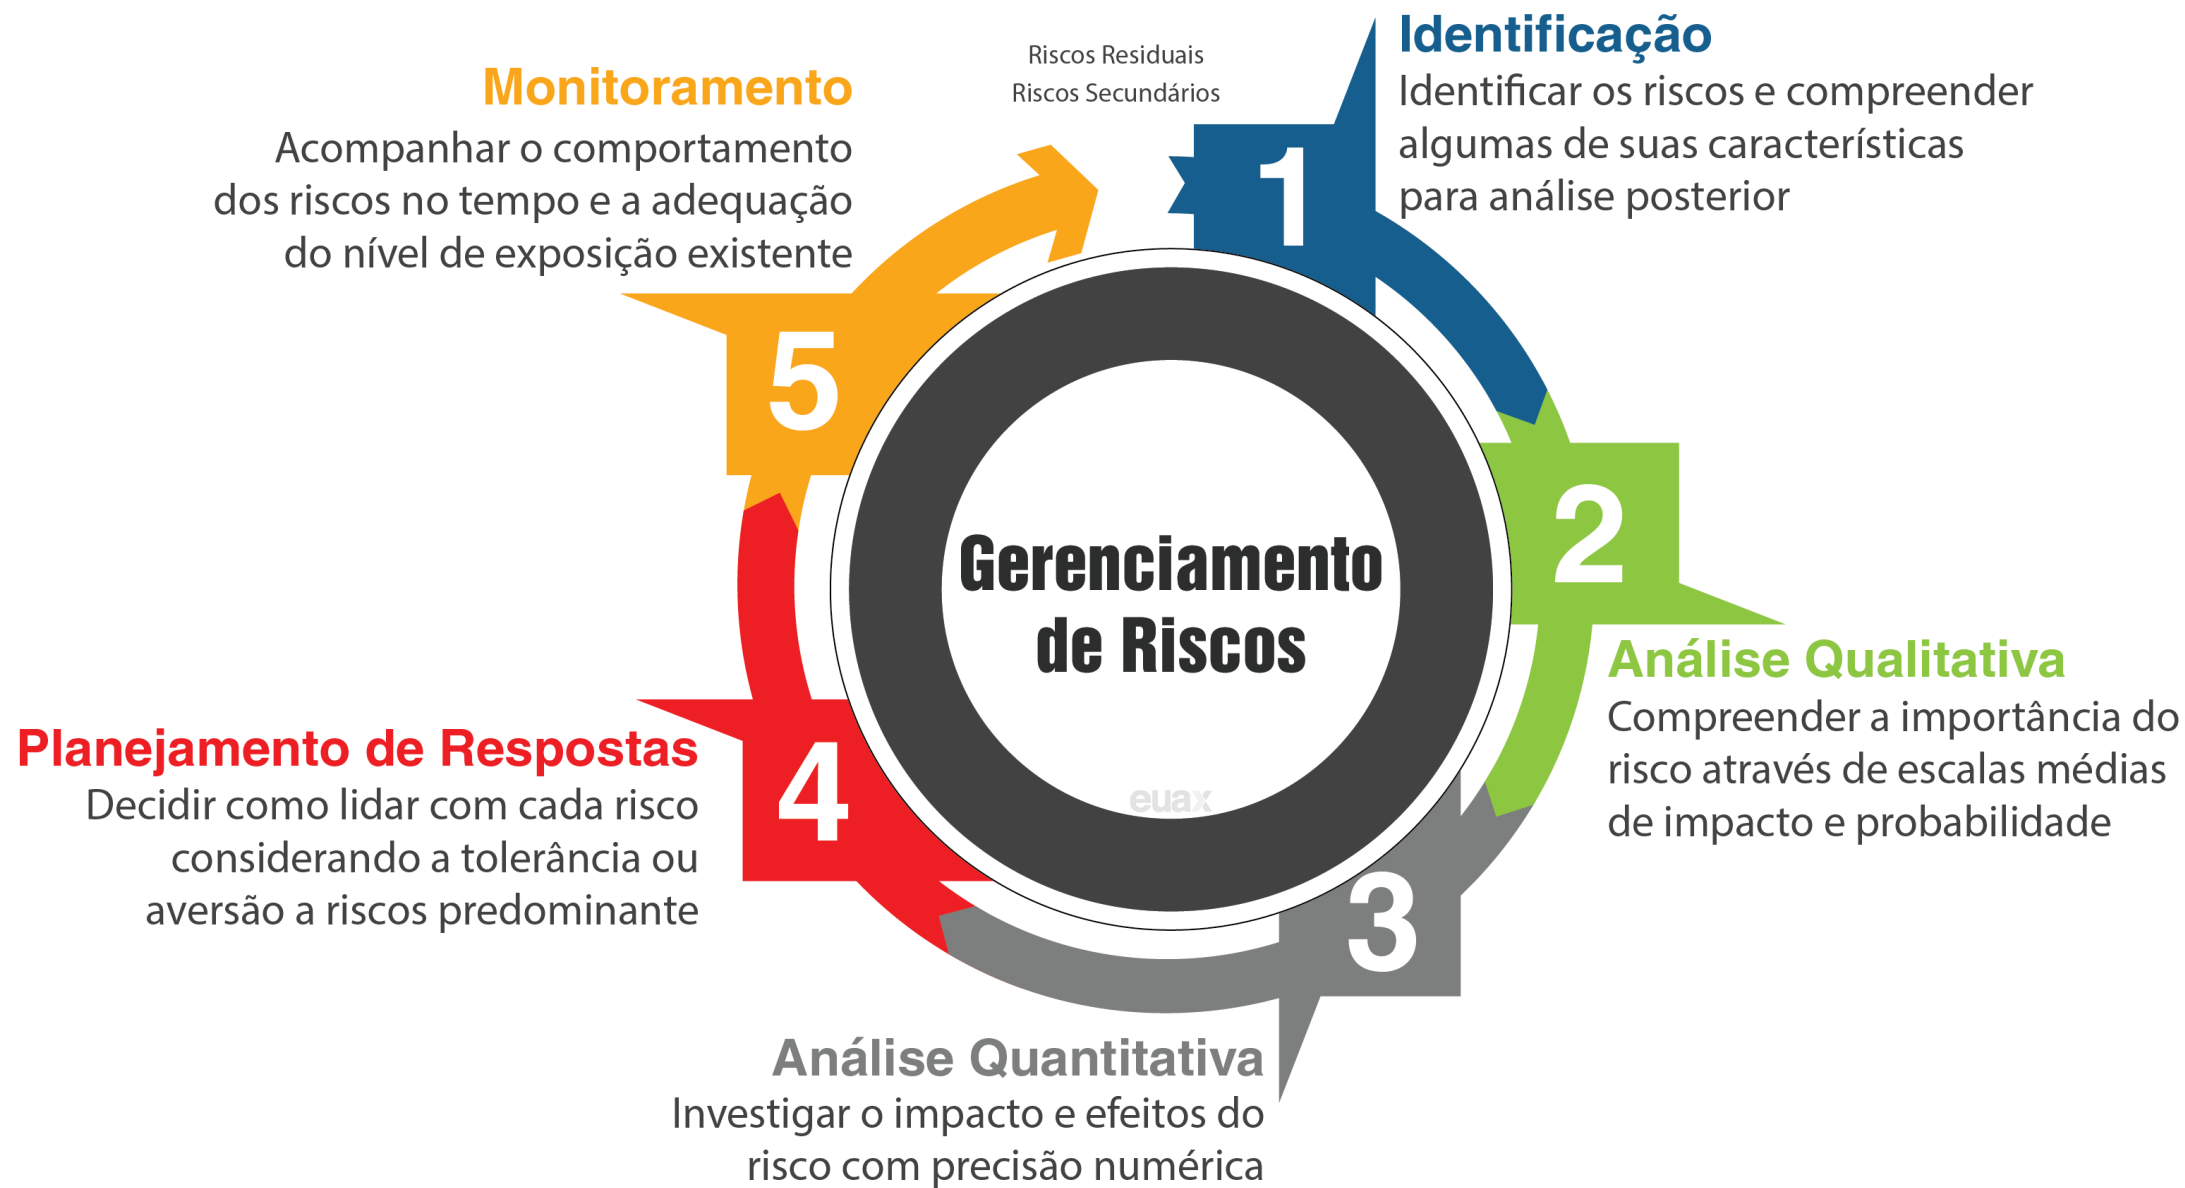 Riscos Residuais
Riscos Secundários
1
Identificação
Identificar os riscos e compreender
algumas de suas características
para análise posterior
2
Análise Qualitativa
Compreender a importância do
risco através de escalas médias
de impacto e probabilidade
3
Análise Quantitativa
Investigar o impacto e efeitos do
risco com precisão numérica
4
Planejamento de Respostas
Decidir como lidar com cada risco
considerando a tolerância ou
aversão a riscos predominante
5
Monitoramento
Acompanhar o comportamento
dos riscos no tempo e a adequação
do nível de exposição existente
Gerenciamento
de Riscos
euax